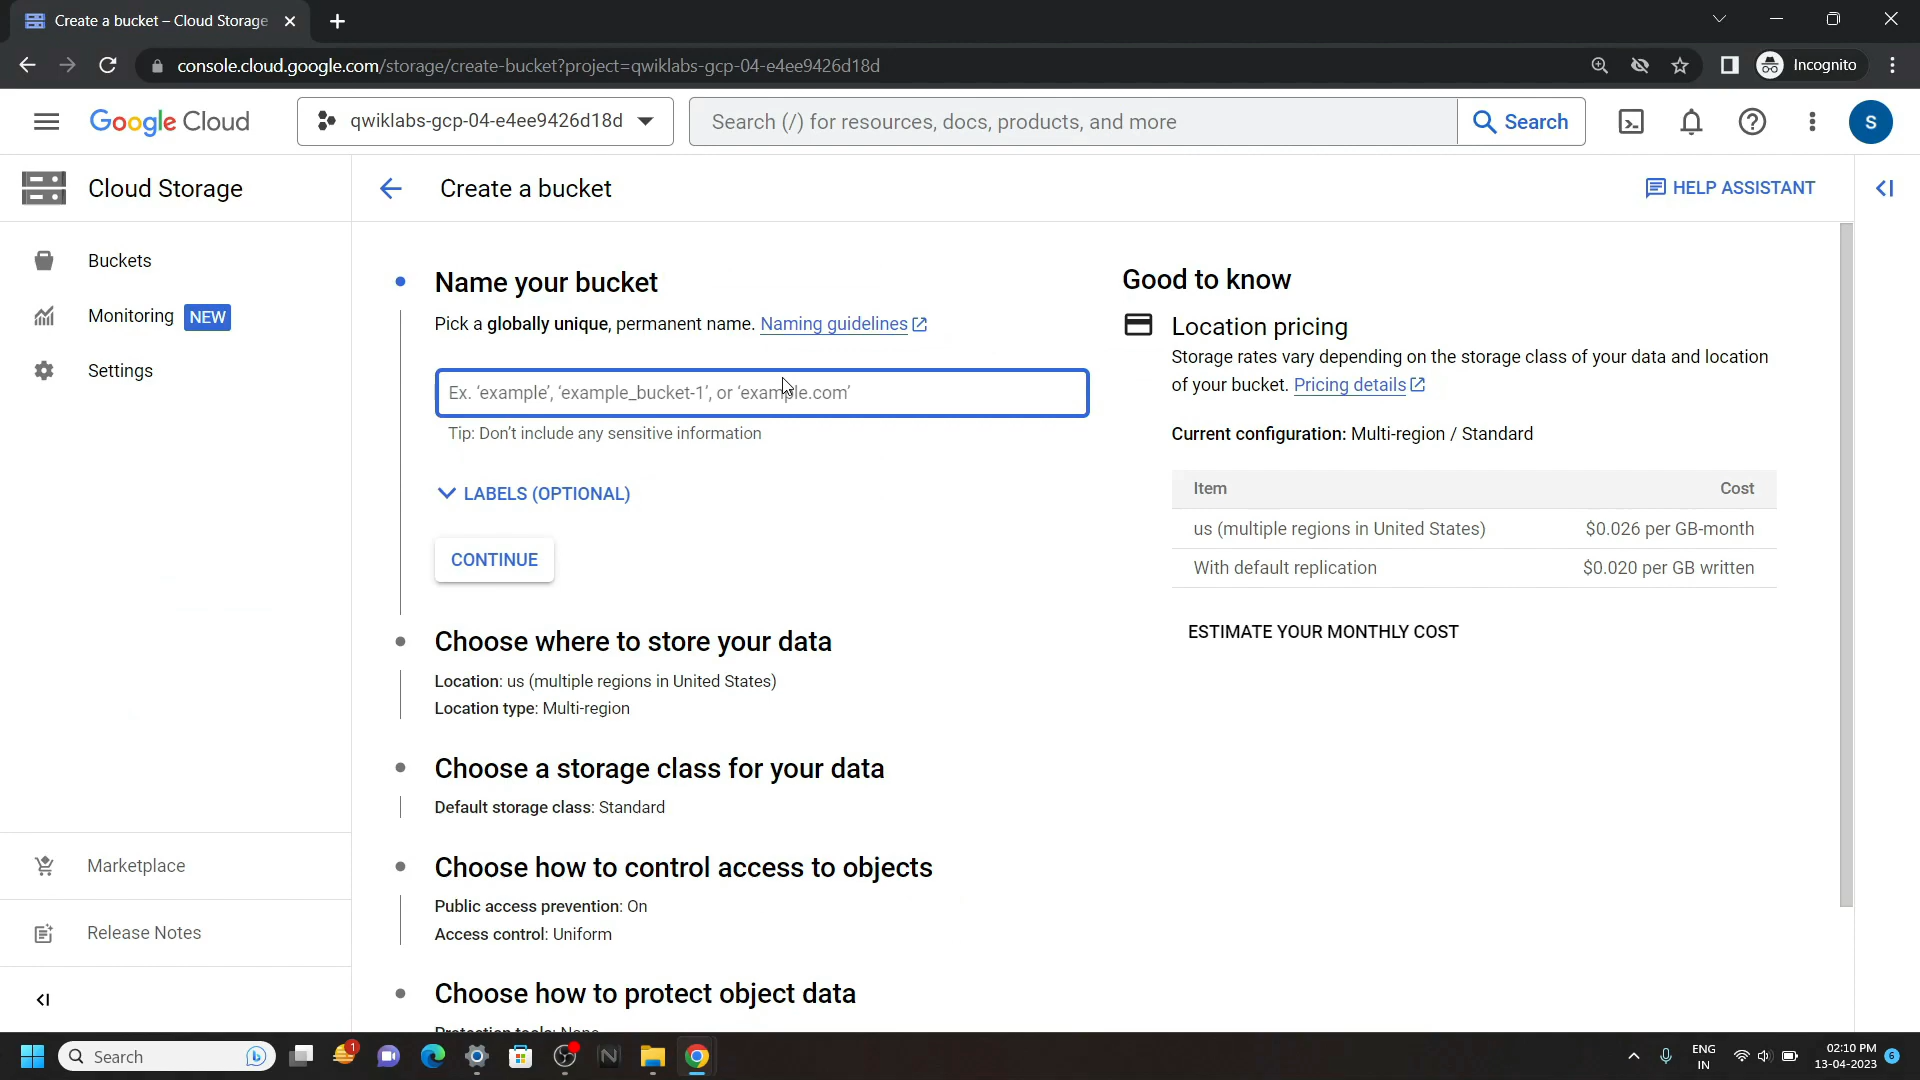 Create a bucket – Cloud Storage
console.cloud.google.com/storage/create-bucket?project=qwiklabs-gcp-04-e4ee9426d18d
Incognito
Google Cloud
qwiklabs-gcp-04-e4ee9426d18d
Search (/) for resources, docs, products, and more
Search
S
Cloud Storage
Create a bucket
HELP ASSISTANT
Buckets
Monitoring NEW
Settings
Marketplace
Release Notes
Name your bucket
Pick a globally unique, permanent name. Naming guidelines
Ex. ‘example’, ‘example_bucket-1’, or ‘example.com’
Tip: Don’t include any sensitive information
LABELS (OPTIONAL)
CONTINUE
Choose where to store your data
Location: us (multiple regions in United States)
Location type: Multi-region
Choose a storage class for your data
Default storage class: Standard
Choose how to control access to objects
Public access prevention: On
Access control: Uniform
Choose how to protect object data
Protection tools: None
Good to know
Location pricing
Storage rates vary depending on the storage class of your data and location
of your bucket. Pricing details
Current configuration: Multi-region / Standard
Item Cost
us (multiple regions in United States) $0.026 per GB-month
With default replication $0.020 per GB written
ESTIMATE YOUR MONTHLY COST
Search
1
ENG
IN
02:10 PM
13-04-2023
6